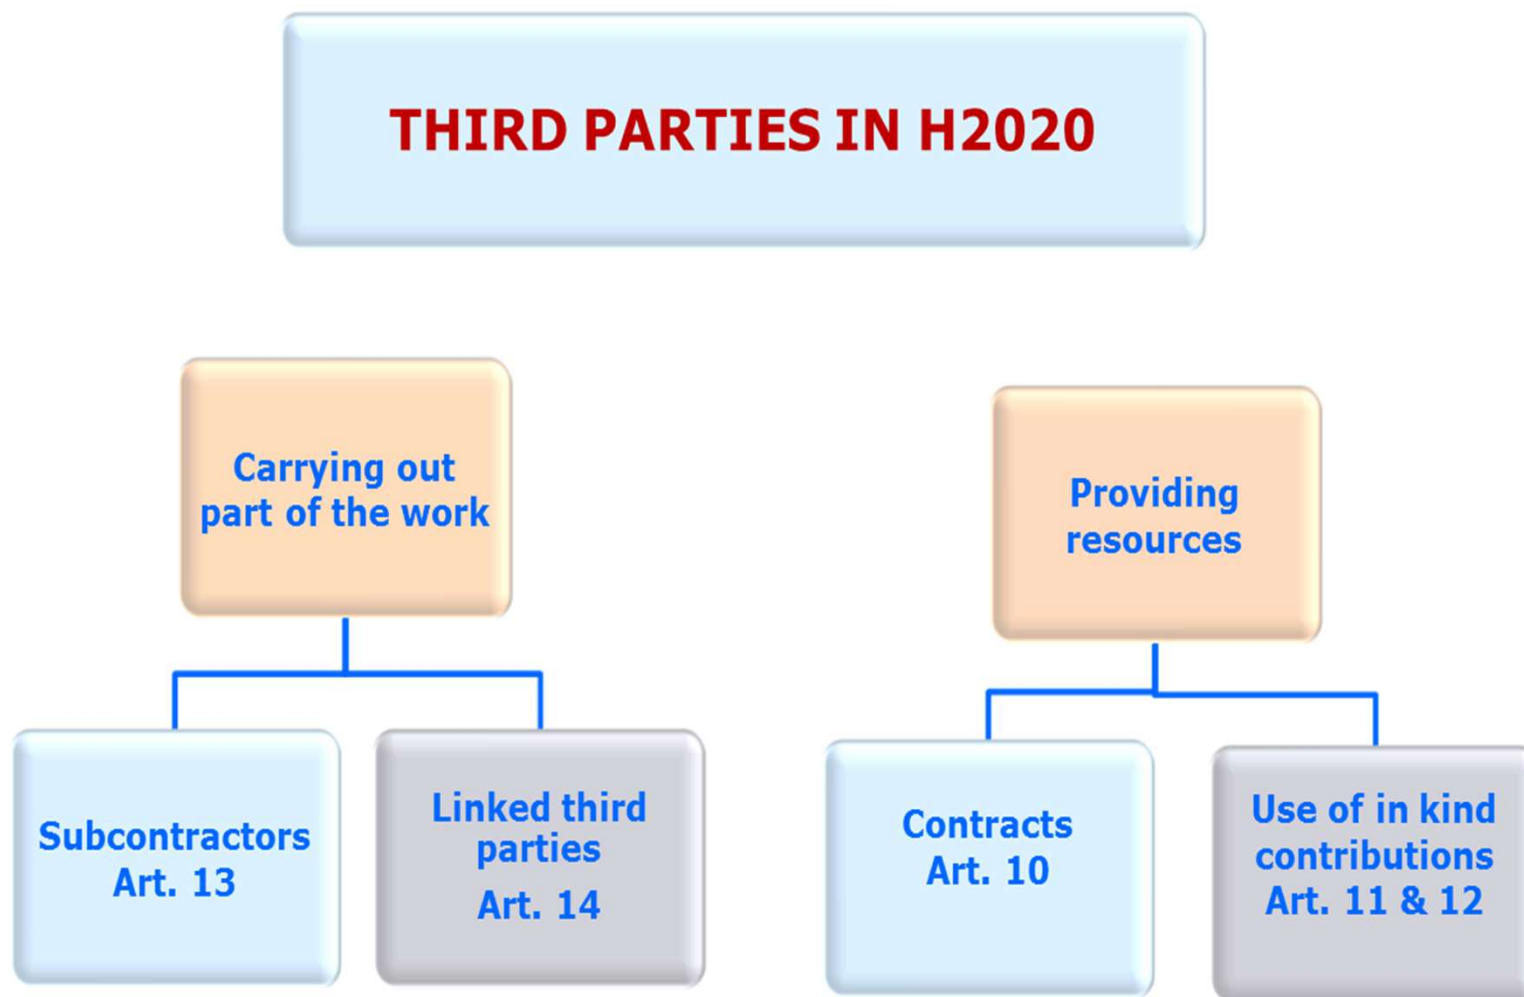 THIRD PARTIES IN H2020
Carrying out
part of the work
Providing
resources
Subcontractors
Art. 13
Linked third
parties
Art. 14
Contracts
Art. 10
Use of in kind
contributions
Art. 11 & 12